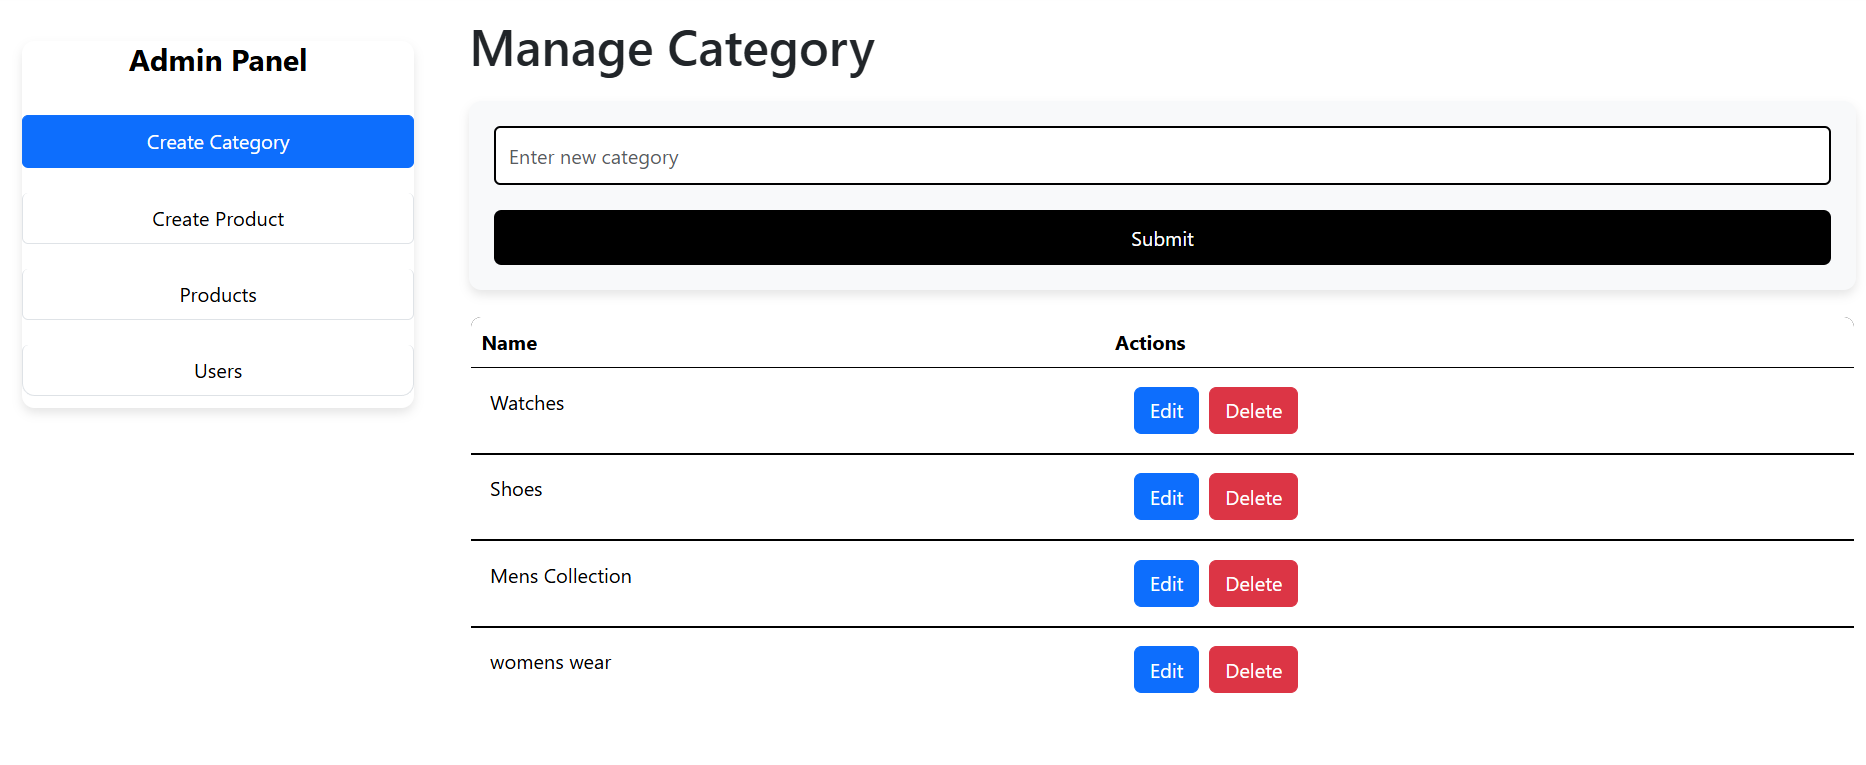 Admin Panel
Create Category
Create Product
Products
Users
Manage Category
Enter new category
Submit
Name Actions
Watches Edit Delete
Shoes Edit Delete
Mens Collection Edit Delete
womens wear Edit Delete